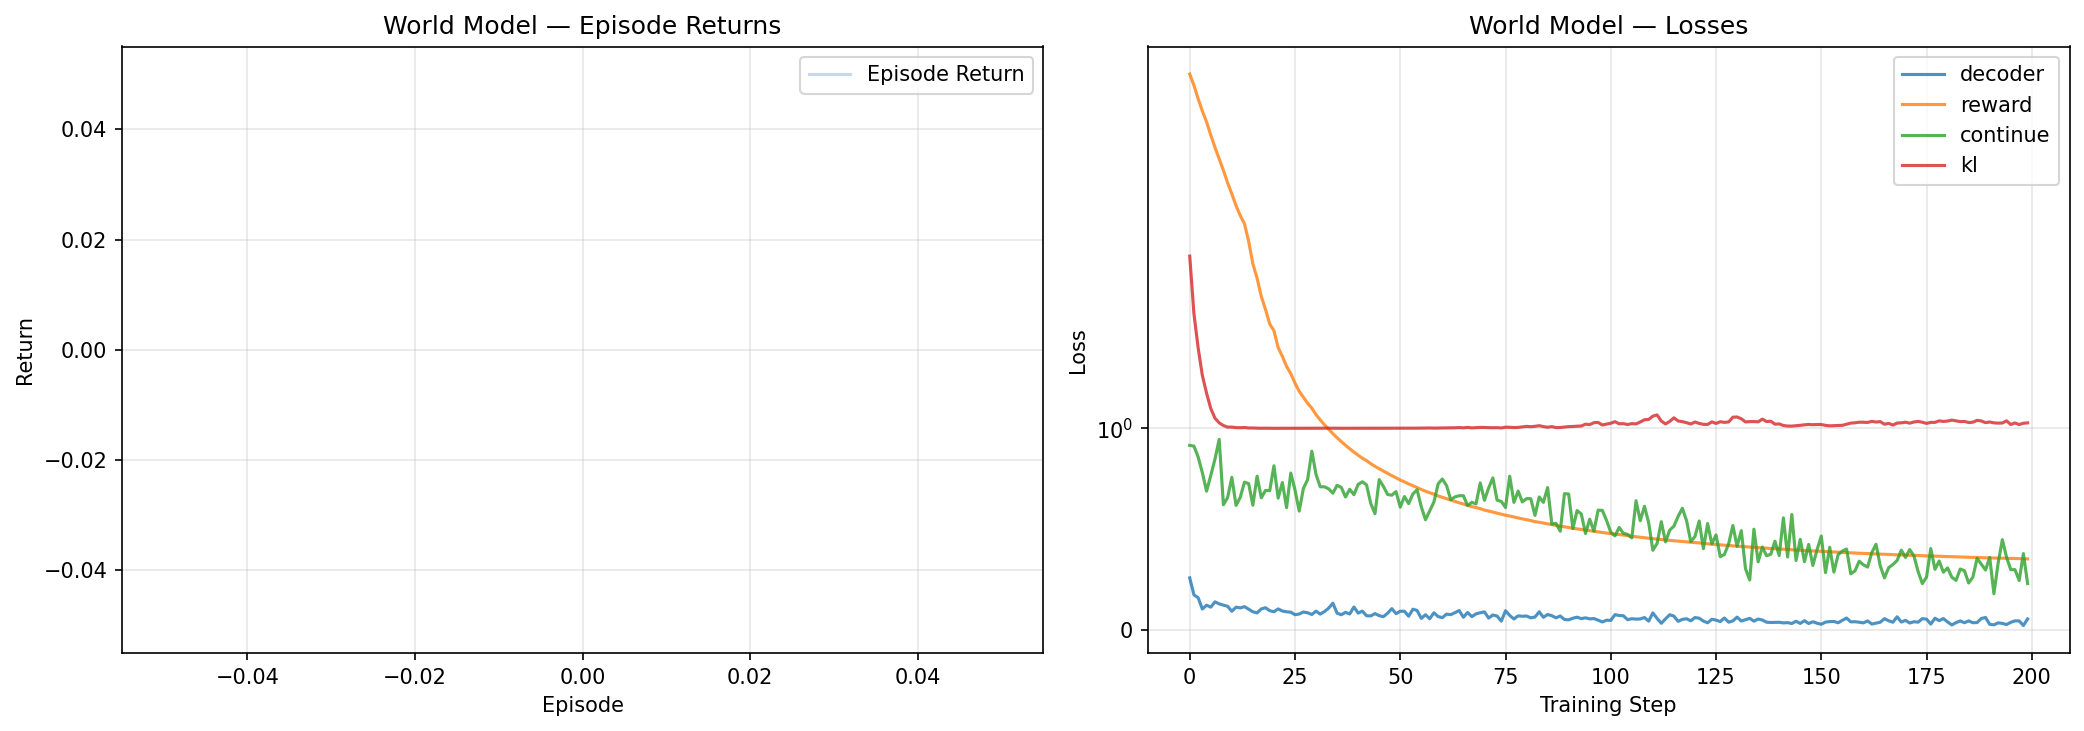 World Model — Episode Returns
Episode Return
0.04
0.02
0.00
−0.02
−0.04
Return
−0.04
−0.02
0.00
0.02
0.04
Episode
World Model — Losses
decoder
reward
continue
kl
10⁰
0
Loss
0
25
50
75
100
125
150
175
200
Training Step